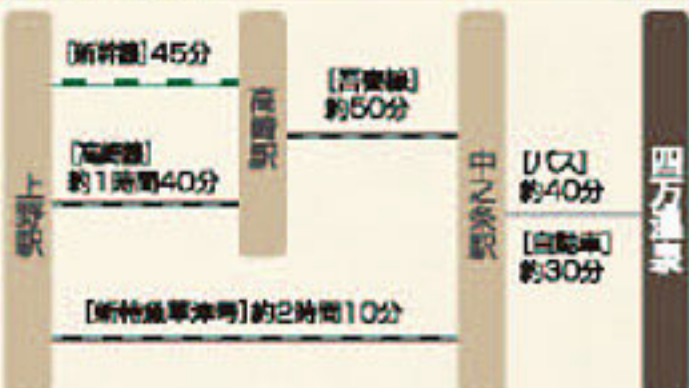 [新幹線]45分
[吾妻線]
約50分
高崎駅
[高崎線]
約1時間40分
上野駅
中之条駅
[バス]
約40分
[自動車]
約30分
四万温泉
[新特急草津号]約2時間10分